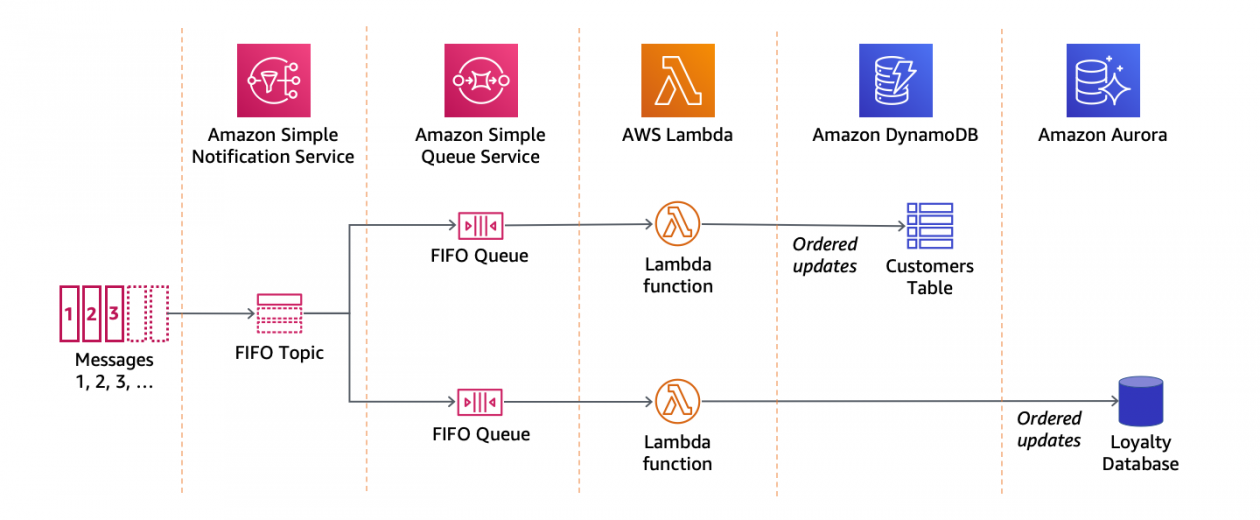 Amazon Simple
Notification Service
Amazon Simple
Queue Service
AWS Lambda
Amazon DynamoDB
Amazon Aurora
FIFO Queue
Lambda
function
Ordered
updates
Customers
Table
1 2 3
Messages
1, 2, 3, ...
FIFO Topic
FIFO Queue
Lambda
function
Ordered
updates
Loyalty
Database